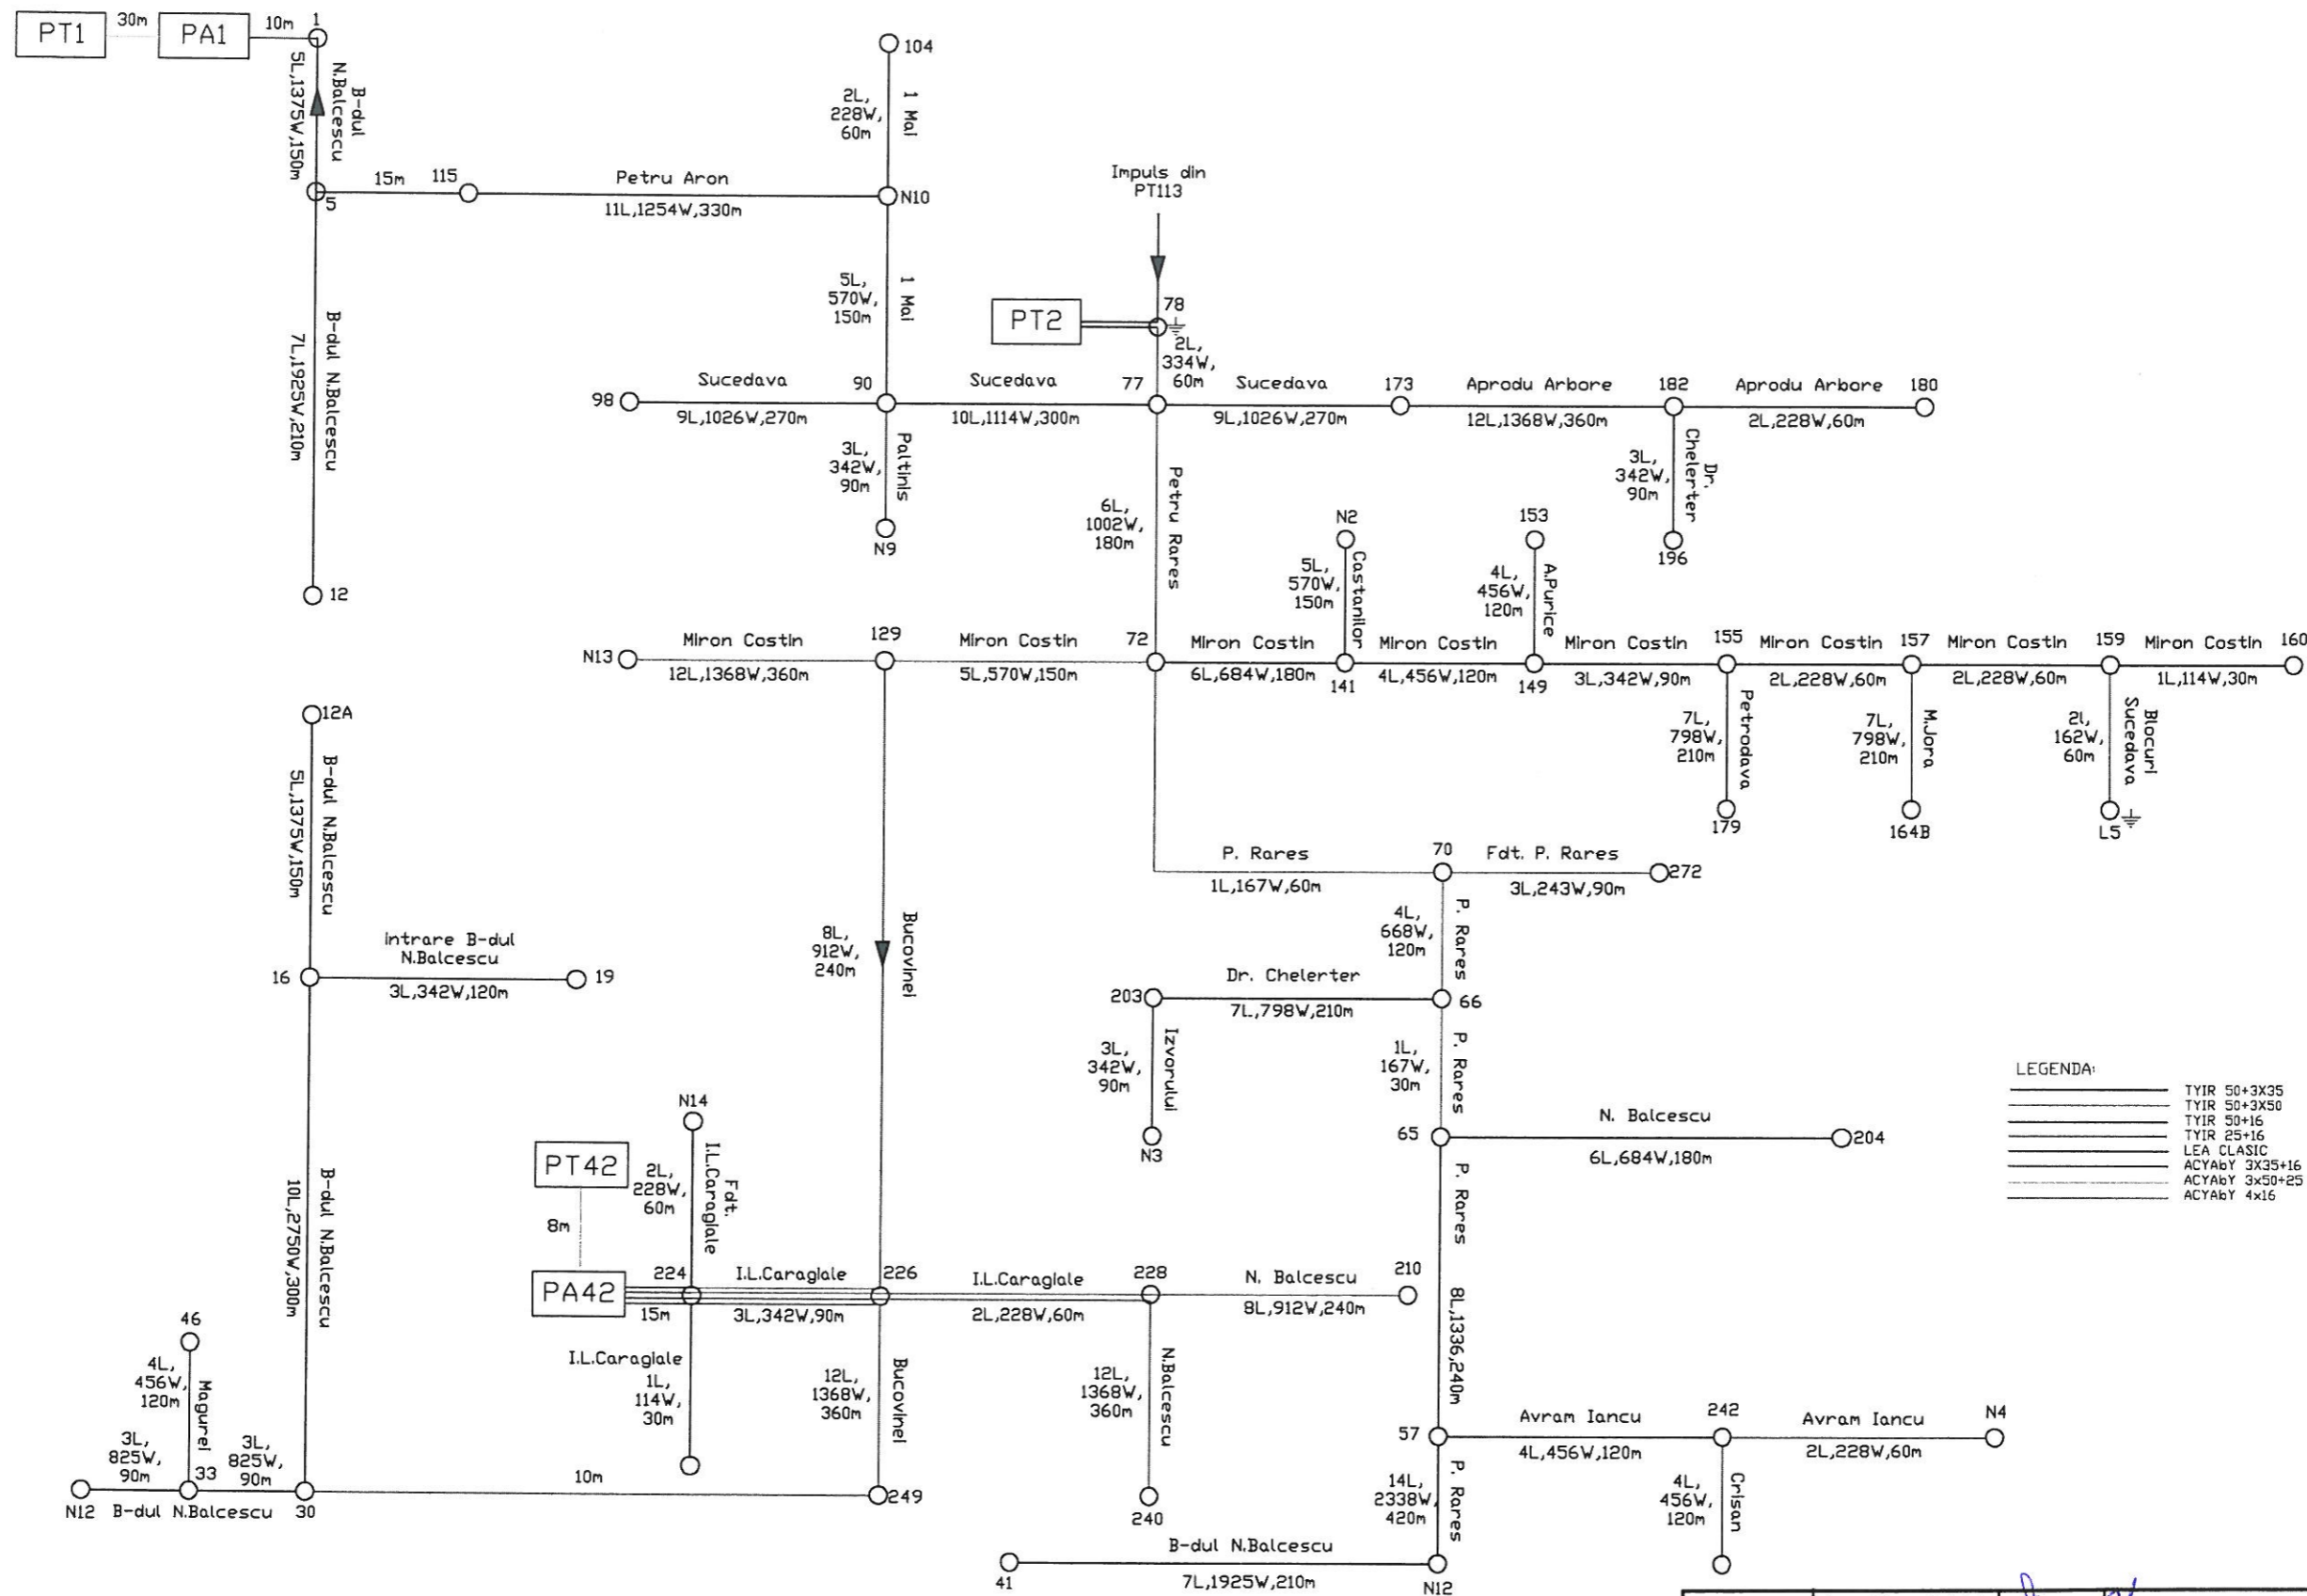 PT1
30m
PA1
10m
1
5L,1375W,150m
B-dul
N.Balcescu
5
15m
115
Petru Aron
11L,1254W,330m
N10
104
2L,
228W,
60m
1 Mai
5L,
570W,
150m
1 Mai
Impuls din
PT113
78
PT2
2L,
334W,
60m
7L,1925W,210m
B-dul N.Balcescu
12
98
Sucedava
9L,1026W,270m
90
Sucedava
10L,1114W,300m
77
Sucedava
9L,1026W,270m
173
Aprodu Arbore
12L,1368W,360m
182
Aprodu Arbore
2L,228W,60m
180
3L,
342W,
90m
Paltinis
N9
3L,
342W,
90m
Dr.
Chelerter
196
6L,
1002W,
180m
Petru Rares
N2
5L,
570W,
150m
Castanilor
153
4L,
456W,
120m
A.Purice
N13
Miron Costin
12L,1368W,360m
129
Miron Costin
5L,570W,150m
72
Miron Costin
6L,684W,180m
141
Miron Costin
4L,456W,120m
149
Miron Costin
3L,342W,90m
155
Miron Costin
2L,228W,60m
157
Miron Costin
2L,228W,60m
159
Miron Costin
1L,114W,30m
160
7L,
798W,
210m
Petrodava
179
7L,
798W,
210m
M.Jora
164B
2l,
162W,
60m
Blocuri
Sucedava
L5
12A
5L,1375W,150m
B-dul N.Balcescu
P. Rares
1L,167W,60m
70
Fdt. P. Rares
3L,243W,90m
272
4L,
668W,
120m
P. Rares
16
intrare B-dul
N.Balcescu
3L,342W,120m
19
8L,
912W,
240m
Bucovinei
Dr. Chelerter
203
7L,798W,210m
66
3L,
342W,
90m
Izvorului
N3
1L,
167W,
30m
P. Rares
65
N. Balcescu
6L,684W,180m
204
LEGENDA:
TYIR 50+3X35
TYIR 50+3X50
TYIR 50+16
TYIR 25+16
LEA CLASIC
ACYAbY 3X35+16
ACYAbY 3x50+25
ACYAbY 4x16
10L,2750W,300m
B-dul N.Balcescu
N14
PT42
2L,
228W,
60m
Fdt.
I.L.Caragiale
8m
PA42
15m
224
I.L.Caragiale
3L,342W,90m
226
I.L.Caragiale
2L,228W,60m
228
N. Balcescu
8L,912W,240m
210
P. Rares
8L,1336,240m
I.L.Caragiale
1L,
114W,
30m
12L,
1368W,
360m
Bucovinei
12L,
1368W,
360m
N.Balcescu
240
46
4L,
456W,
120m
Magurei
3L,
825W,
90m
33
3L,
825W,
90m
N12
B-dul N.Balcescu
30
10m
249
57
Avram Iancu
4L,456W,120m
242
Avram Iancu
2L,228W,60m
N4
14L,
2338W,
420m
P. Rares
4L,
456W,
120m
Crisan
41
B-dul N.Balcescu
7L,1925W,210m
N12